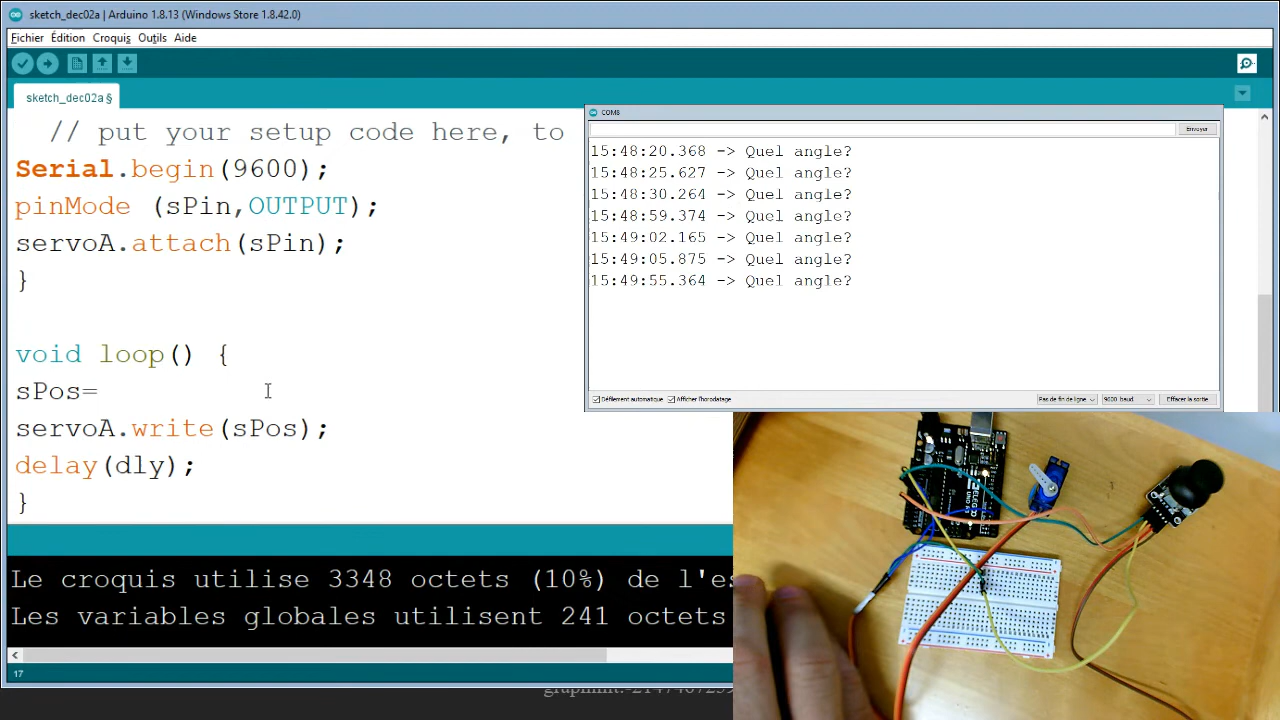 sketch_dec02a | Arduino 1.8.13 (Windows Store 1.8.42.0)
Fichier Édition Croquis Outils Aide
sketch_dec02a §
// put your setup code here, to
Serial.begin(9600);
pinMode (sPin,OUTPUT);
servoA.attach(sPin);
}
void loop() {
sPos=
servoA.write(sPos);
delay(dly);
}
COM8
Envoyer
15:48:20.368 -> Quel angle?
15:48:25.627 -> Quel angle?
15:48:30.264 -> Quel angle?
15:48:59.374 -> Quel angle?
15:49:02.165 -> Quel angle?
15:49:05.875 -> Quel angle?
15:49:55.364 -> Quel angle?
Défilement automatique Afficher l'horodatage Pas de fin de ligne 9600 baud Effacer la sortie
Le croquis utilise 3348 octets (10%) de l'es
Les variables globales utilisent 241 octets
17
UNO R3